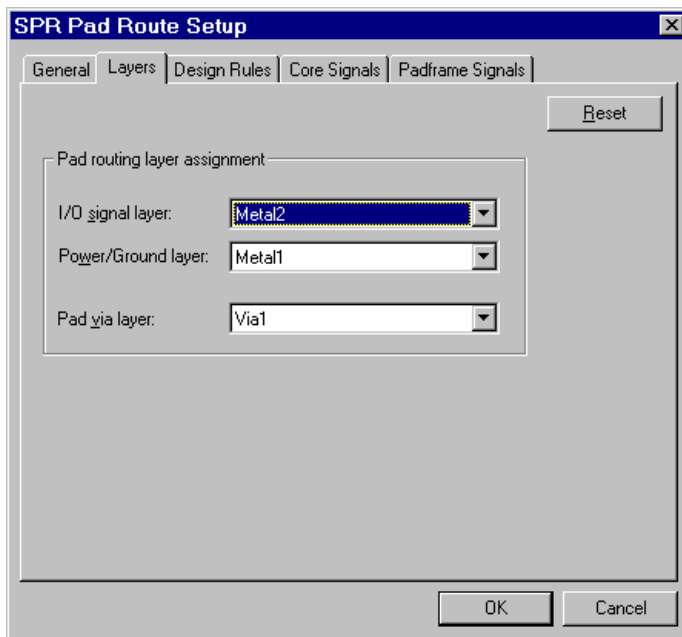 SPR Pad Route Setup
General Layers Design Rules Core Signals Padframe Signals
Reset
Pad routing layer assignment
I/O signal layer: Metal2
Power/Ground layer: Metal1
Pad via layer: Via1
OK Cancel